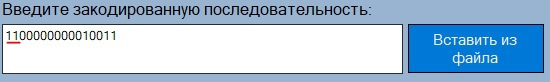 Введите закодированную последовательность:
1100000000010011
Вставить из
файла